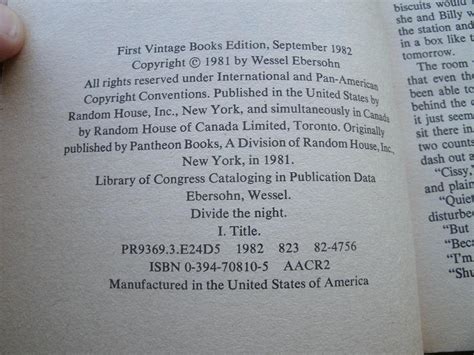 First Vintage Books Edition, September 1982
Copyright © 1981 by Wessel Ebersohn
All rights reserved under International and Pan-American
Copyright Conventions. Published in the United States by
Random House, Inc., New York, and simultaneously in Canada
by Random House of Canada Limited, Toronto. Originally
published by Pantheon Books, A Division of Random House, Inc.,
New York, in 1981.
Library of Congress Cataloging in Publication Data
Ebersohn, Wessel.
Divide the night.
I. Title.
PR9369.3.E24D5 1982 823 82-4756
ISBN 0-394-70810-5 AACR2
Manufactured in the United States of America
biscuits would
she and Billy w
the station and
in a box like t
tomorrow.
The room
that even the
been able to
behind the
it just seem
sit there in
two counts
dash out a
"Cissy,
and plain
"Quiet
disturbed
"But
"Beca
"I'm
"Shu